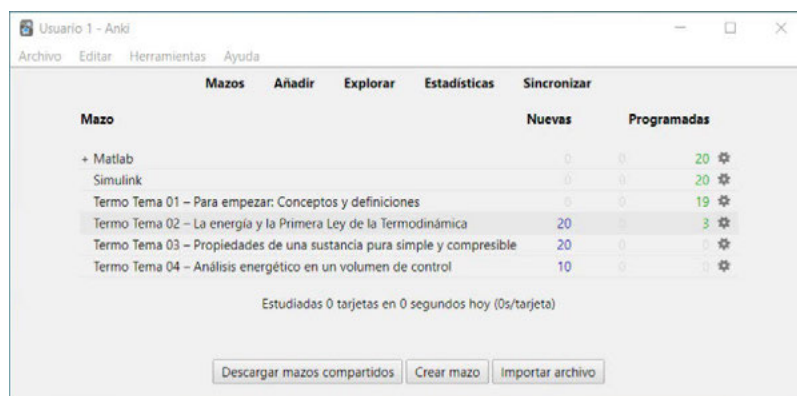 Usuario 1 - Anki
Archivo Editar Herramientas Ayuda
Mazos Añadir Explorar Estadísticas Sincronizar
Mazo Nuevas Programadas
+ Matlab 0 0 20
Simulink 0 0 20
Termo Tema 01 – Para empezar: Conceptos y definiciones 0 0 19
Termo Tema 02 – La energía y la Primera Ley de la Termodinámica 20 0 3
Termo Tema 03 – Propiedades de una sustancia pura simple y compresible 20 0 0
Termo Tema 04 – Análisis energético en un volumen de control 10 0 0
Estudiadas 0 tarjetas en 0 segundos hoy (0s/tarjeta)
Descargar mazos compartidos Crear mazo Importar archivo